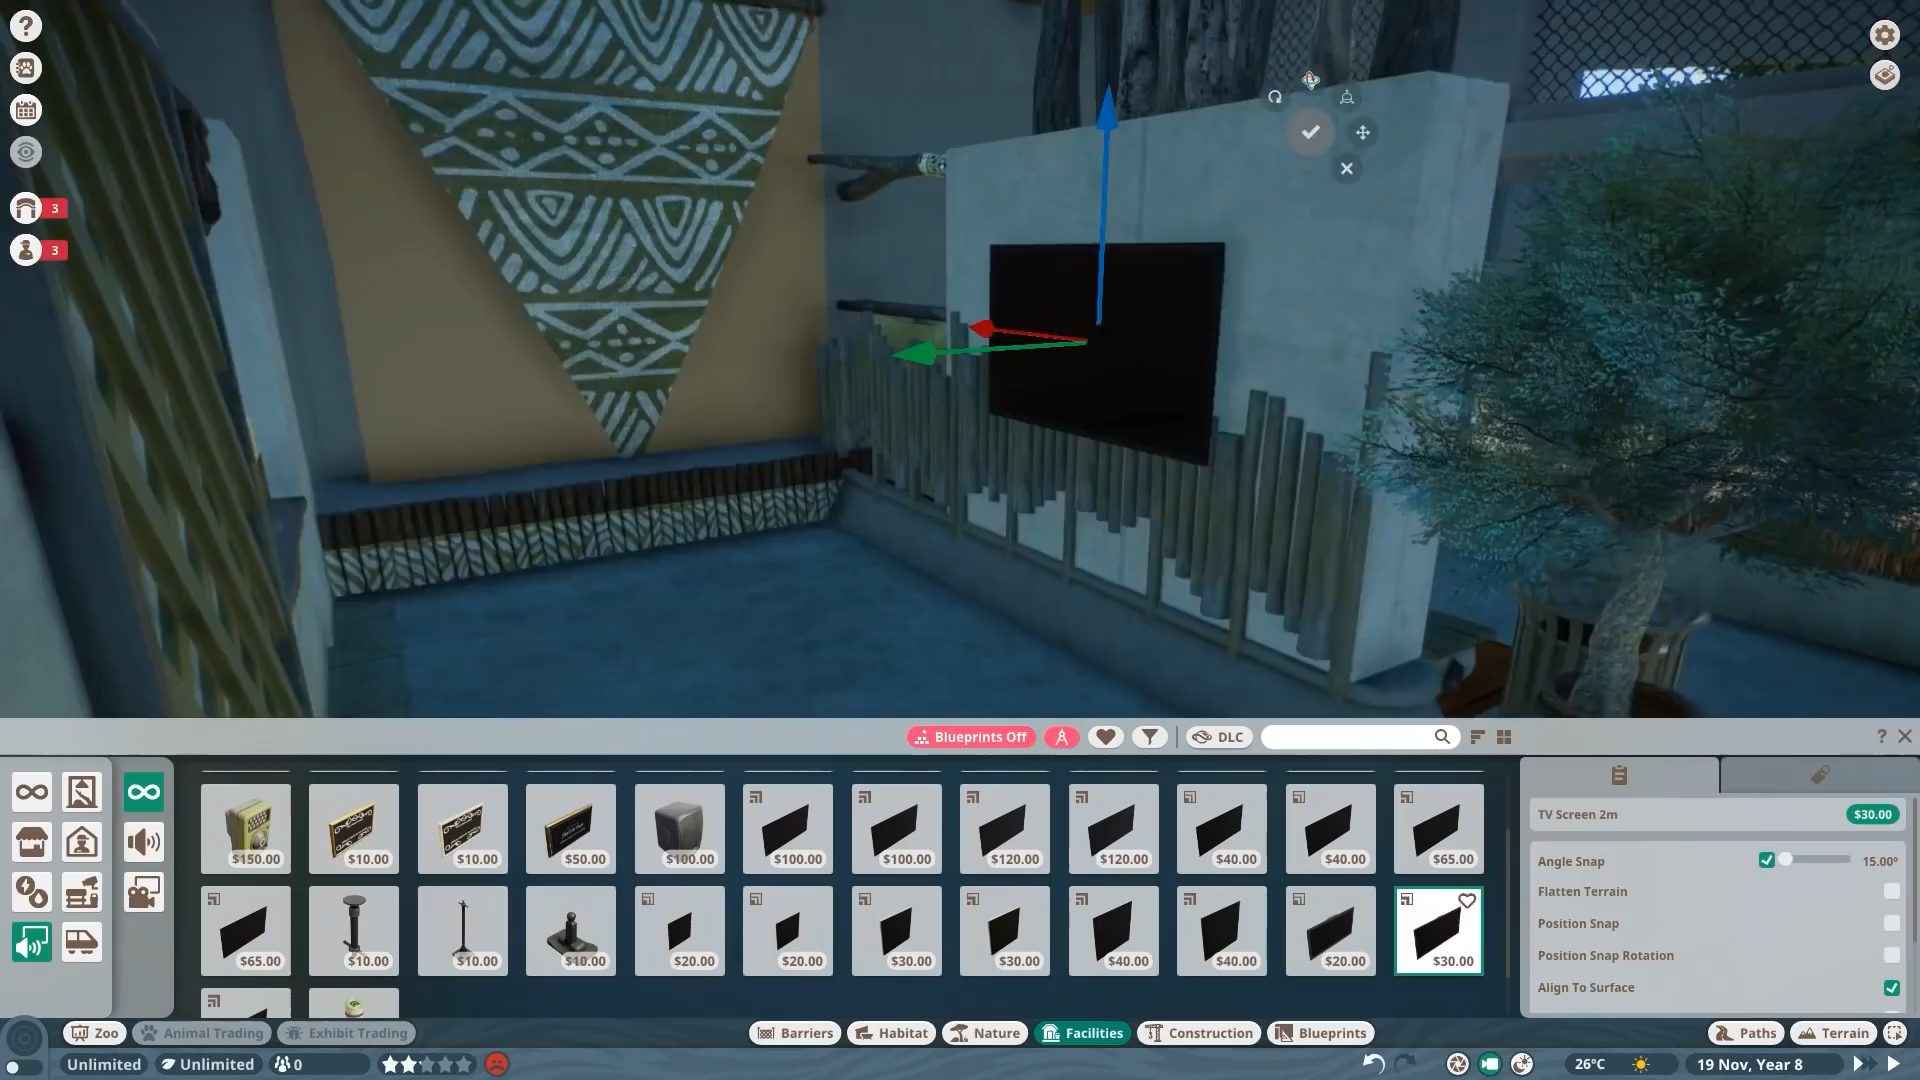 ?
3
3
Blueprints Off
DLC
?
$150.00
$10.00
$10.00
$50.00
$100.00
$100.00
$100.00
$120.00
$120.00
$40.00
$40.00
$65.00
$65.00
$10.00
$10.00
$10.00
$20.00
$20.00
$30.00
$30.00
$40.00
$40.00
$20.00
$30.00
TV Screen 2m
$30.00
Angle Snap
15.00°
Flatten Terrain
Position Snap
Position Snap Rotation
Align To Surface
Zoo
Animal Trading
Exhibit Trading
Barriers
Habitat
Nature
Facilities
Construction
Blueprints
Paths
Terrain
Unlimited
Unlimited
0
26°C
19 Nov, Year 8